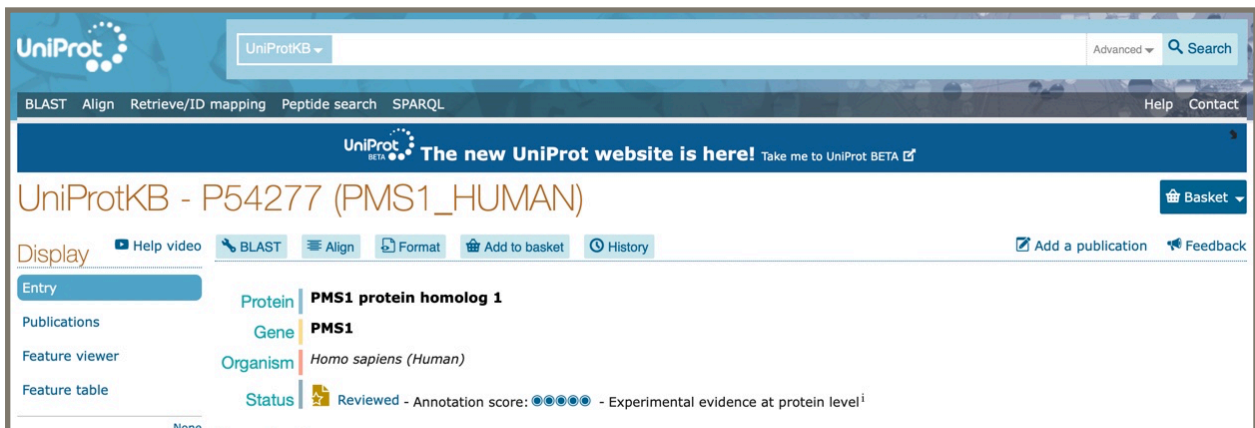 UniProt
UniProtKB
Advanced
Search
BLAST Align Retrieve/ID mapping Peptide search SPARQL
Help Contact
UniProt BETA The new UniProt website is here! Take me to UniProt BETA
UniProtKB - P54277 (PMS1_HUMAN)
Basket
Display
Help video
BLAST Align Format Add to basket History
Add a publication Feedback
Entry
Protein PMS1 protein homolog 1
Publications
Gene PMS1
Feature viewer
Organism Homo sapiens (Human)
Feature table
Status Reviewed - Annotation score: - Experimental evidence at protein level i
None